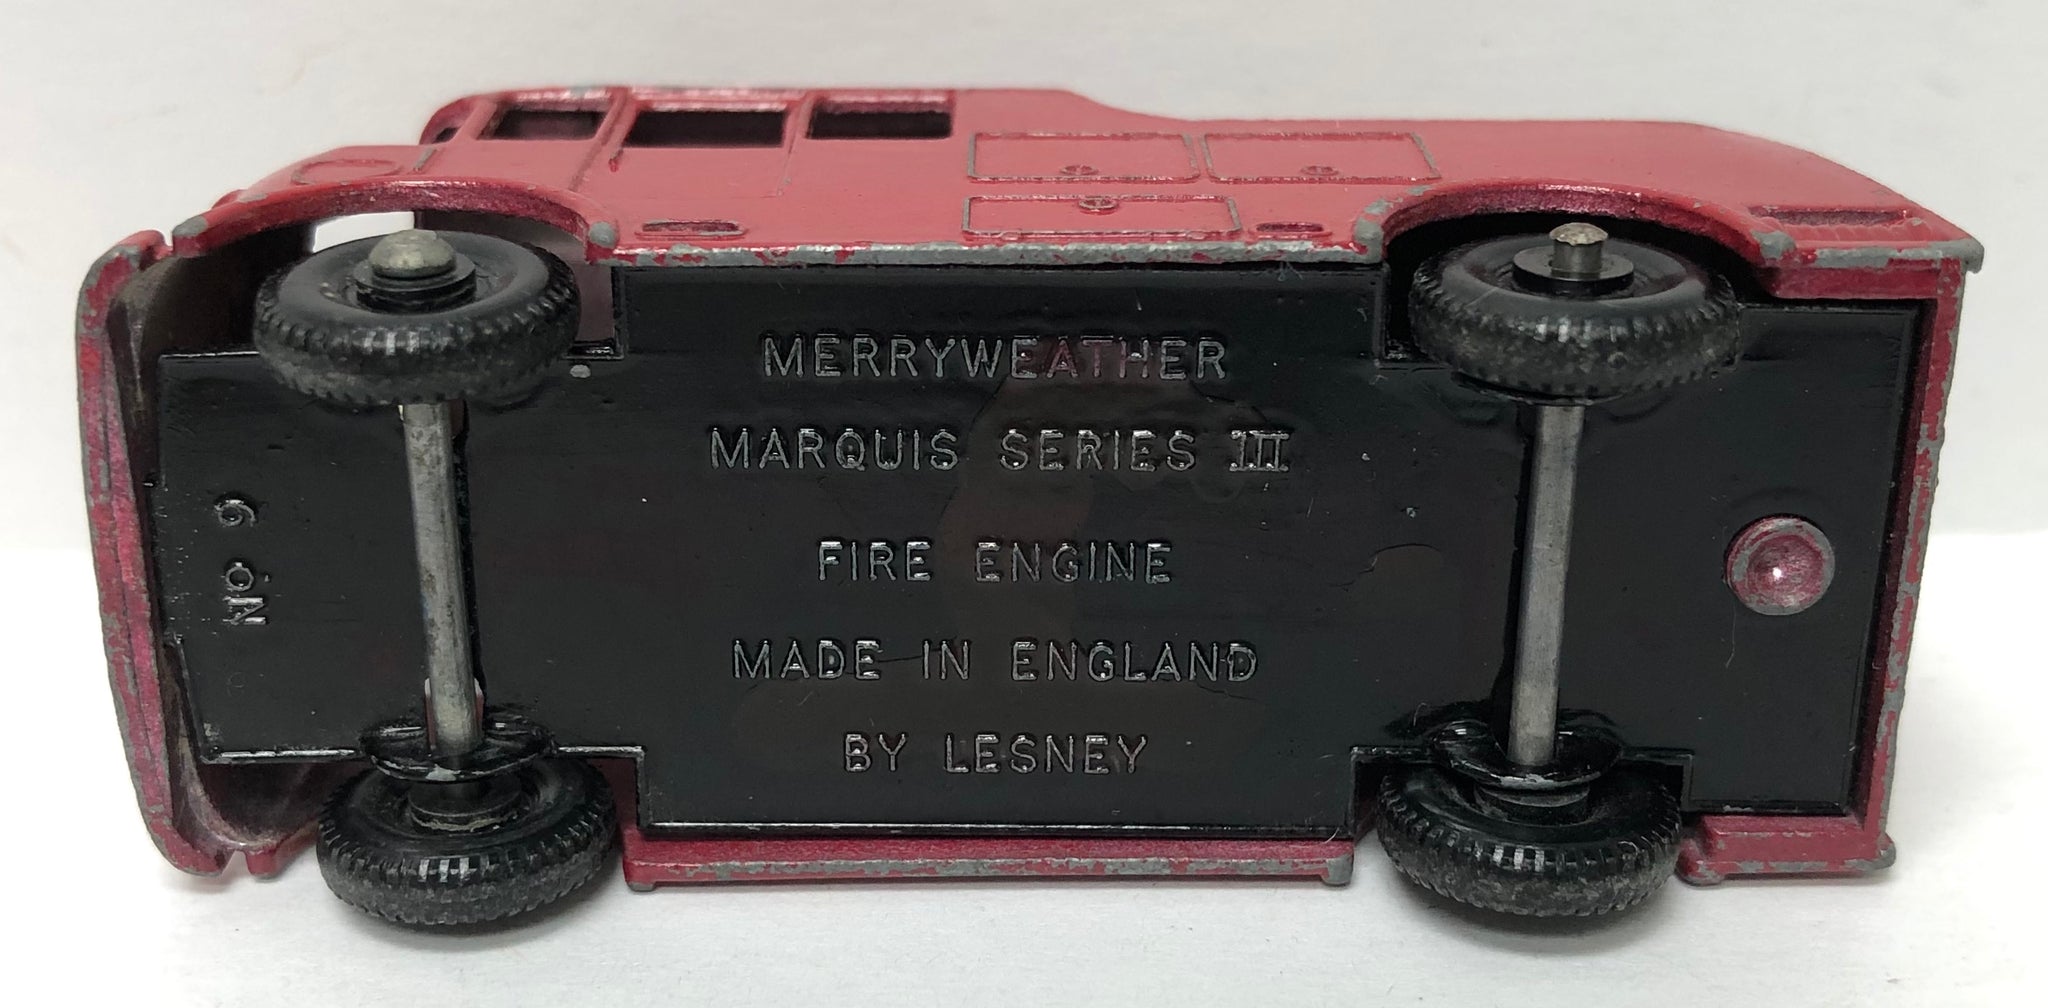 MERRYWEATHER
MARQUIS SERIES III
FIRE ENGINE
MADE IN ENGLAND
BY LESNEY
No. 9